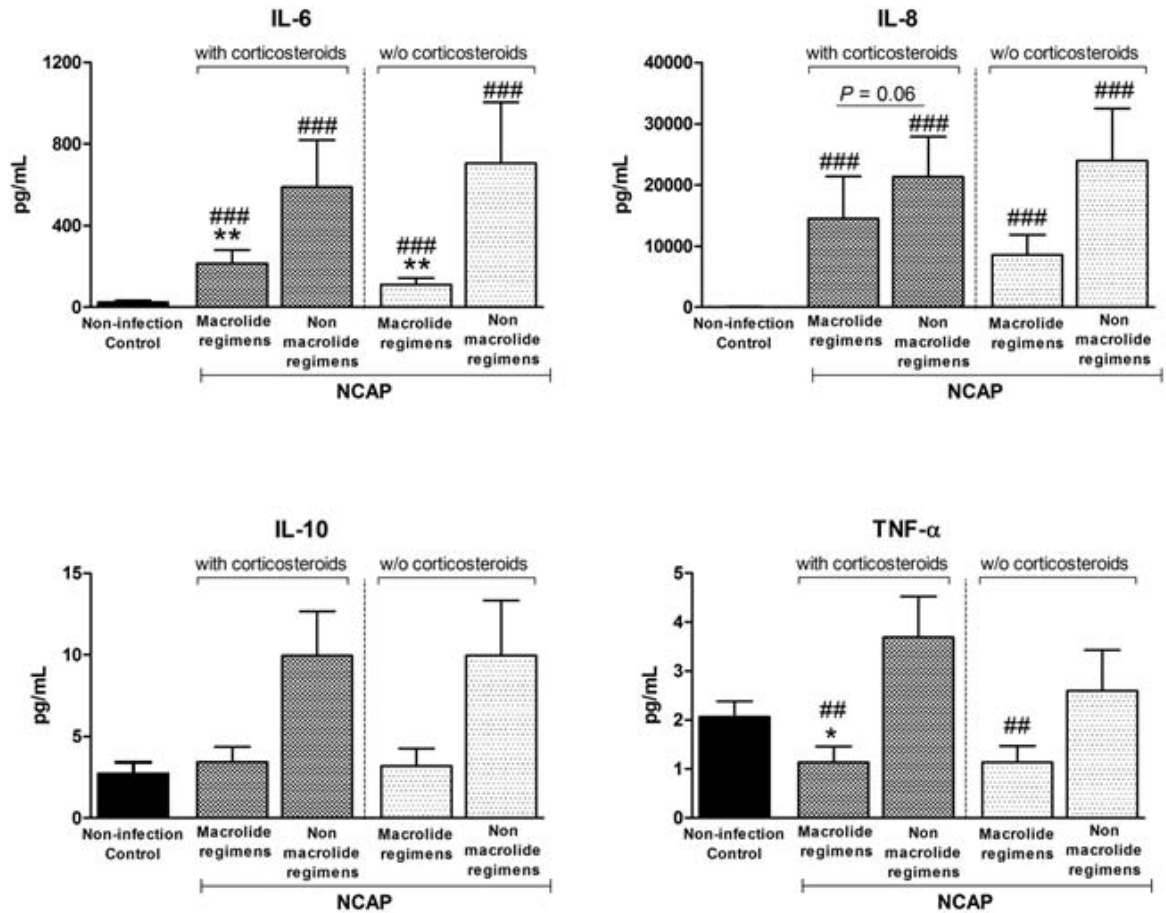 IL-6
with corticosteroids
w/o corticosteroids
1200
800
400
0
pg/mL
###
**
###
###
**
###
Non-infection
Control
Macrolide
regimens
Non
macrolide
regimens
Macrolide
regimens
Non
macrolide
regimens
NCAP
IL-8
with corticosteroids
w/o corticosteroids
40000
30000
20000
10000
0
pg/mL
P = 0.06
###
###
###
###
Non-infection
Control
Macrolide
regimens
Non
macrolide
regimens
Macrolide
regimens
Non
macrolide
regimens
NCAP
IL-10
with corticosteroids
w/o corticosteroids
15
10
5
0
pg/mL
Non-infection
Control
Macrolide
regimens
Non
macrolide
regimens
Macrolide
regimens
Non
macrolide
regimens
NCAP
TNF-α
with corticosteroids
w/o corticosteroids
5
4
3
2
1
0
pg/mL
##
*
##
Non-infection
Control
Macrolide
regimens
Non
macrolide
regimens
Macrolide
regimens
Non
macrolide
regimens
NCAP